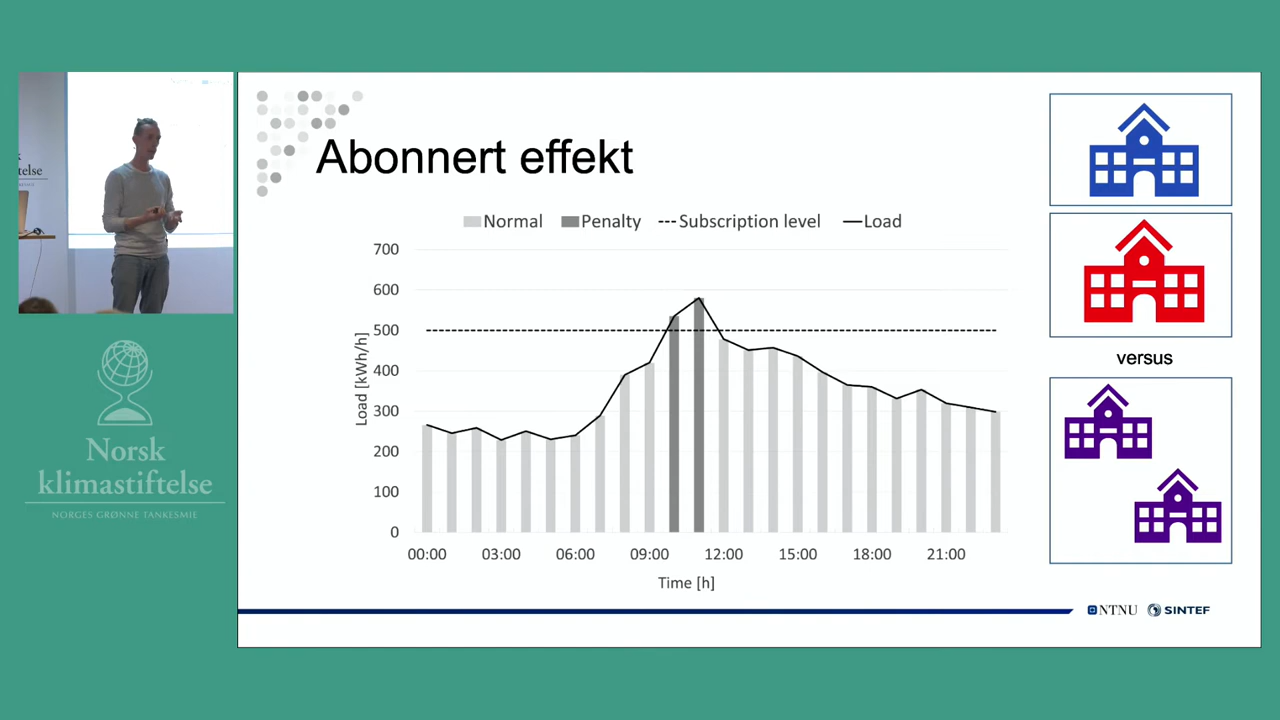 Abonnert effekt
Normal Penalty Subscription level Load
700
600
500
400
300
200
100
0
Load [kWh/h]
00:00 03:00 06:00 09:00 12:00 15:00 18:00 21:00
Time [h]
versus
NTNU SINTEF
Norsk
klimastiftelse
NORGES GRØNNE TANKESMIE